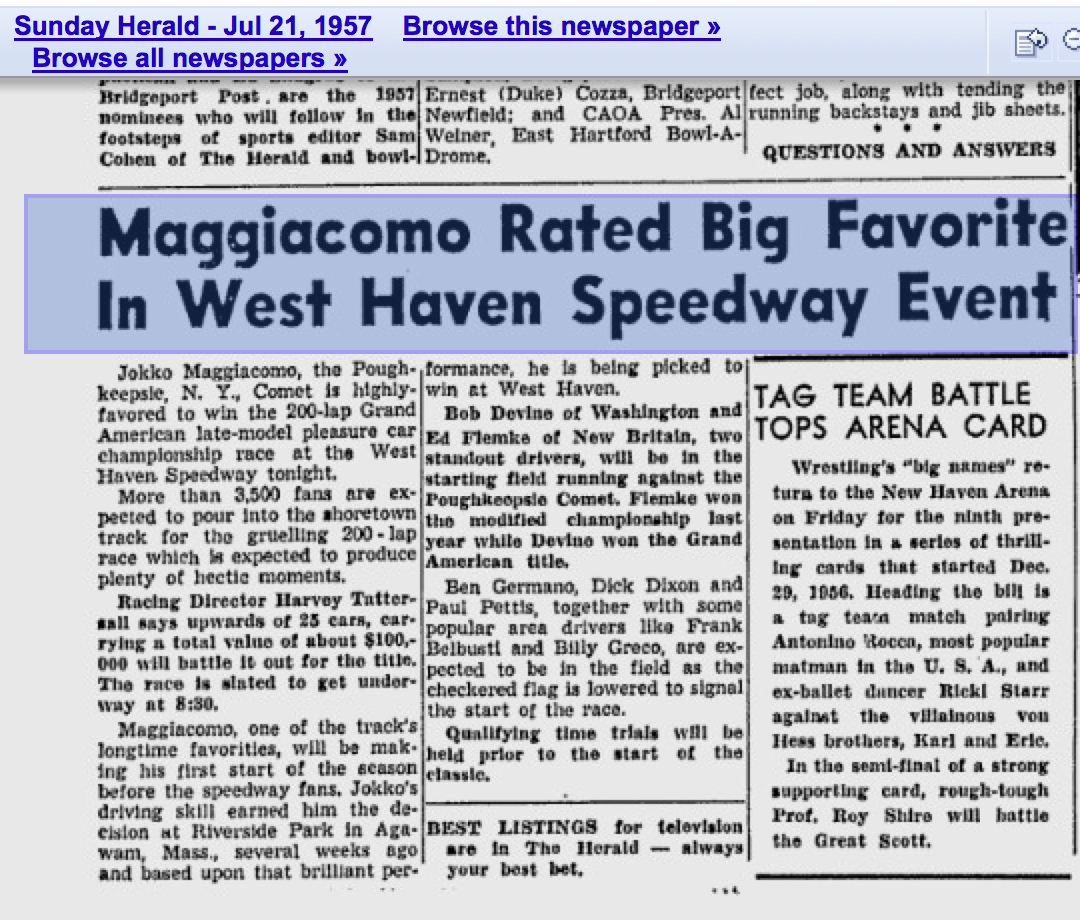 Sunday Herald - Jul 21, 1957 Browse this newspaper »
Browse all newspapers »
Bridgeport Post, are the 1957
nominees who will follow in the
footsteps of sports editor Sam
Cohen of The Herald and bowl-
Ernest (Duke) Cozza, Bridgeport
Newfield; and CAOA Pres. Al
Weiner, East Hartford Bowl-A-
Drome.
fect job, along with tending the
running backstays and jib sheets.
* * *
QUESTIONS AND ANSWERS
Maggiacomo Rated Big Favorite
In West Haven Speedway Event
Jokko Maggiacomo, the Pough-
keepsie, N. Y., Comet is highly-
favored to win the 200-lap Grand
American late-model pleasure car
championship race at the West
Haven Speedway tonight.
More than 3,500 fans are ex-
pected to pour into the shoretown
track for the gruelling 200-lap
race which is expected to produce
plenty of hectic moments.
Racing Director Harvey Tatter-
sall says upwards of 25 cars, car-
rying a total value of about $100,-
000 will battle it out for the title.
The race is slated to get under-
way at 8:30.
Maggiacomo, one of the track's
longtime favorities, will be mak-
ing his first start of the season
before the speedway fans. Jokko's
driving skill earned him the de-
cision at Riverside Park in Aga-
wam, Mass., several weeks ago
and based upon that brilliant per-
formance, he is being picked to
win at West Haven.
Bob Devine of Washington and
Ed Flemke of New Britain, two
standout drivers, will be in the
starting field running against the
Poughkeepsie Comet. Flemke won
the modified championship last
year while Devine won the Grand
American title.
Ben Germano, Dick Dixon and
Paul Pettis, together with some
popular area drivers like Frank
Belbusti and Billy Greco, are ex-
pected to be in the field as the
checkered flag is lowered to signal
the start of the race.
Qualifying time trials will be
held prior to the start of the
classic.
BEST LISTINGS for television
are in The Herald — always
your best bet.
TAG TEAM BATTLE
TOPS ARENA CARD
Wrestling's "big names" re-
turn to the New Haven Arena
on Friday for the ninth pre-
sentation in a series of thrill-
ing cards that started Dec.
29, 1956. Heading the bill is
a tag team match pairing
Antonino Rocca, most popular
matman in the U. S. A., and
ex-ballet dancer Ricki Starr
against the villainous von
Hess brothers, Karl and Eric.
In the semi-final of a strong
supporting card, rough-tough
Prof. Roy Shire will battle
the Great Scott.